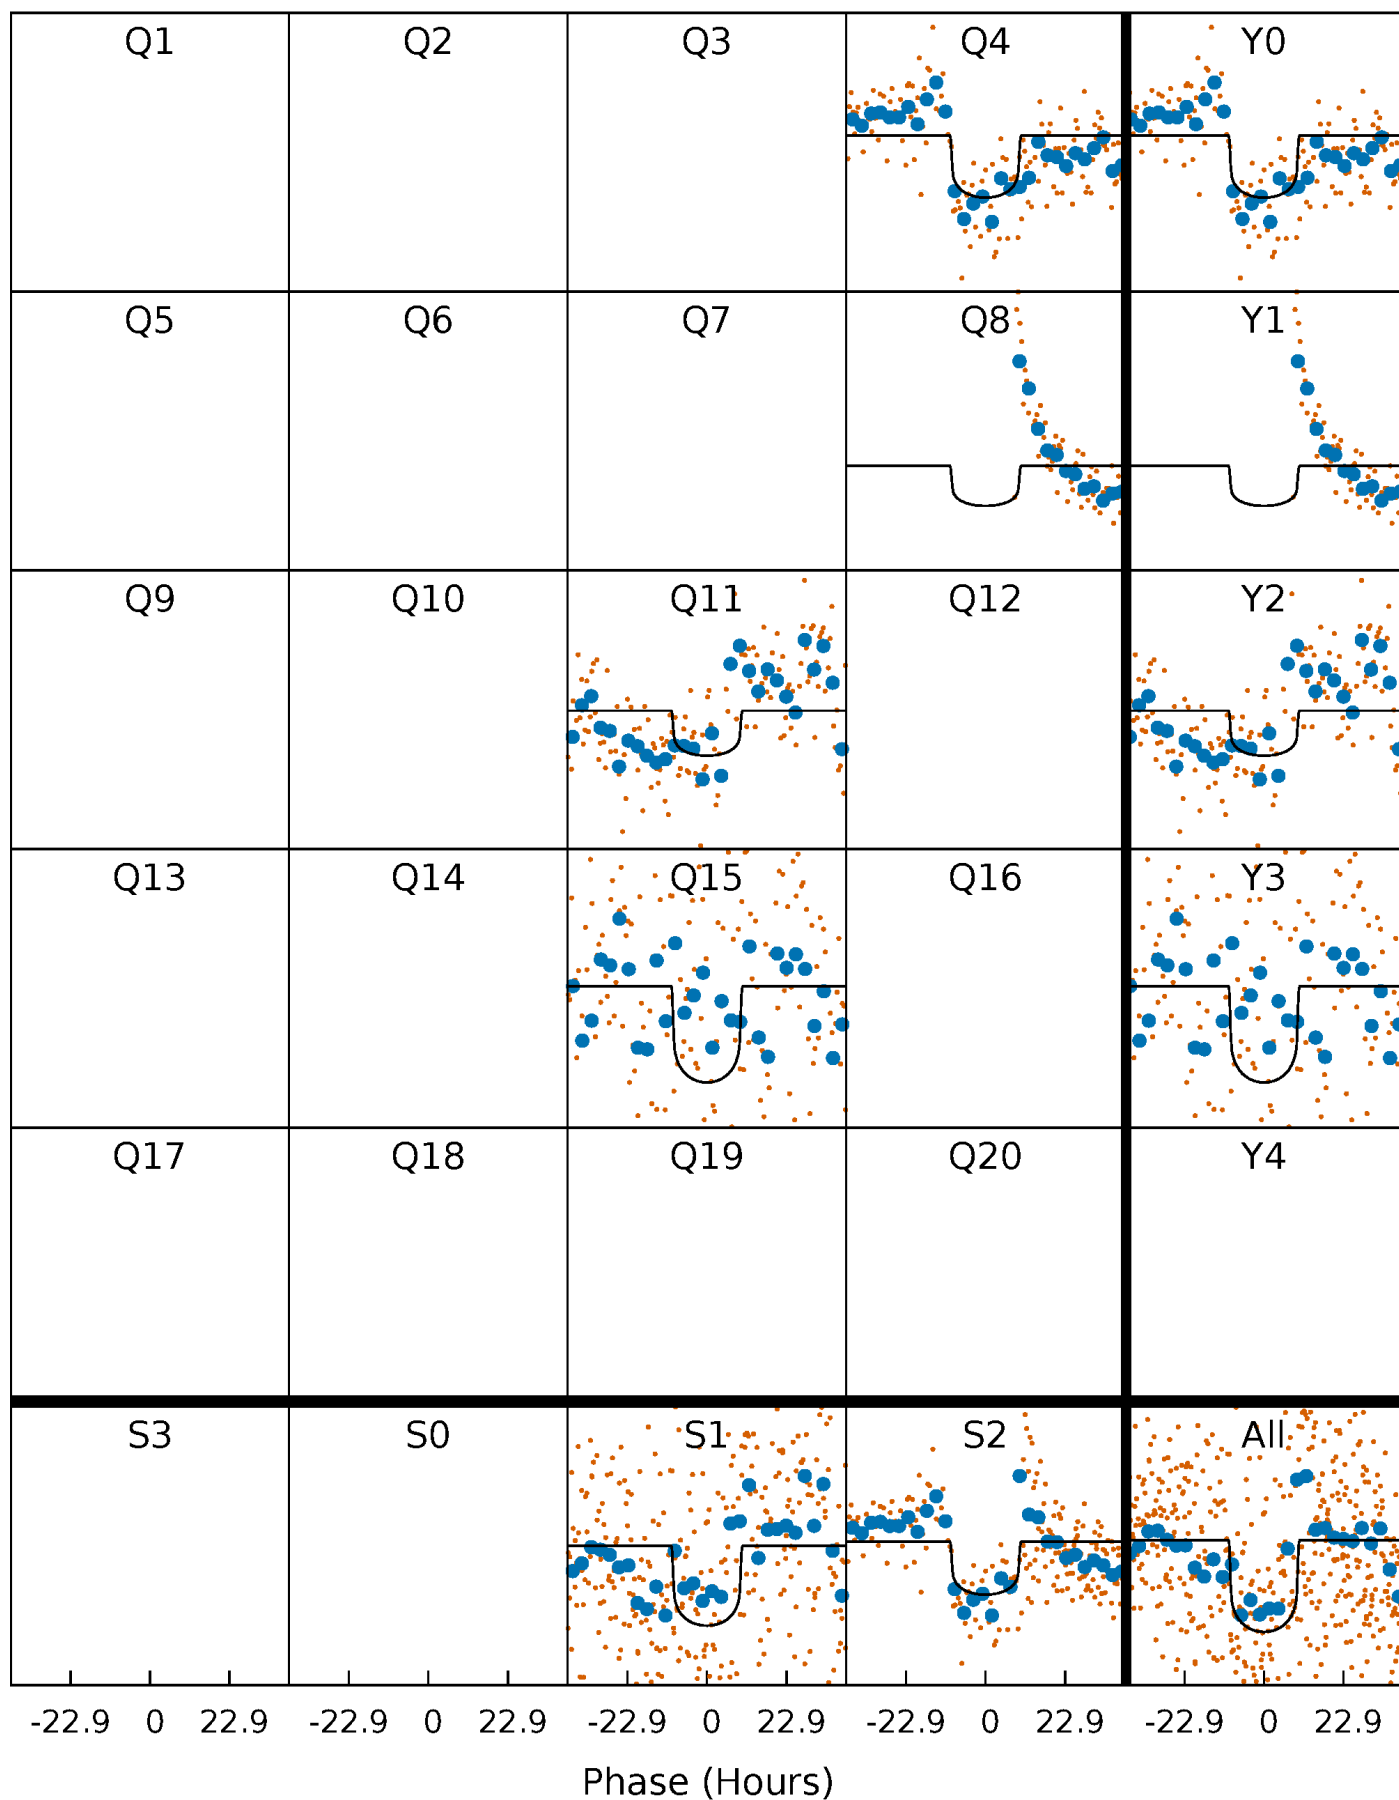 Q1 Q2 Q3 Q4 Y0
Q5 Q6 Q7 Q8 Y1
Q9 Q10 Q11 Q12 Y2
Q13 Q14 Q15 Q16 Y3
Q17 Q18 Q19 Q20 Y4
S3 S0 S1 S2 All
-22.9 0 22.9 -22.9 0 22.9 -22.9 0 22.9 -22.9 0 22.9 -22.9 0 22.9
Phase (Hours)